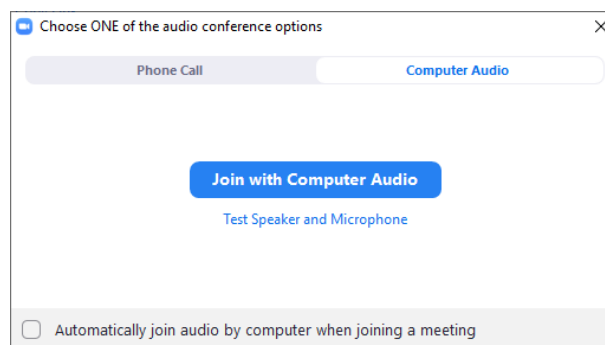 Choose ONE of the audio conference options
Phone Call
Computer Audio
Join with Computer Audio
Test Speaker and Microphone
Automatically join audio by computer when joining a meeting